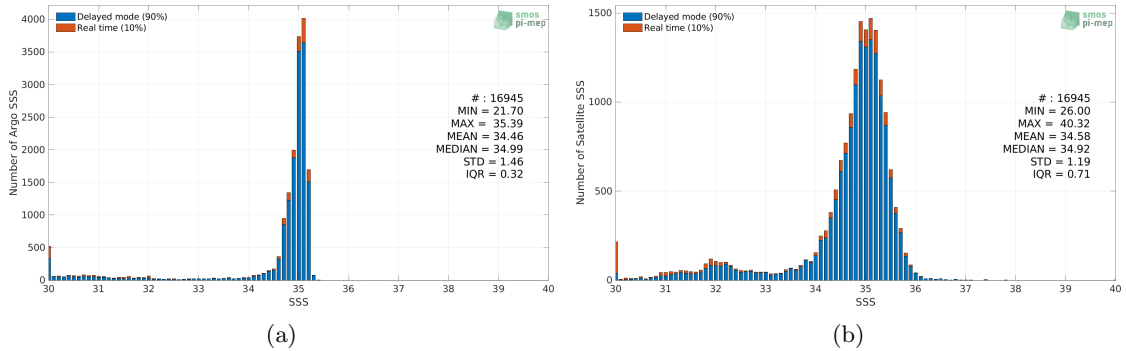 Delayed mode (90%)
Real time (10%)
smos
pi-mep
Number of Argo SSS
4000
3500
3000
2500
2000
1500
1000
500
0
# : 16945
MIN = 21.70
MAX = 35.39
MEAN = 34.46
MEDIAN = 34.99
STD = 1.46
IQR = 0.32
30 31 32 33 34 35 36 37 38 39 40
SSS
(a)
Delayed mode (90%)
Real time (10%)
smos
pi-mep
Number of Satellite SSS
1500
1000
500
0
# : 16945
MIN = 26.00
MAX = 40.32
MEAN = 34.58
MEDIAN = 34.92
STD = 1.19
IQR = 0.71
30 31 32 33 34 35 36 37 38 39 40
SSS
(b)